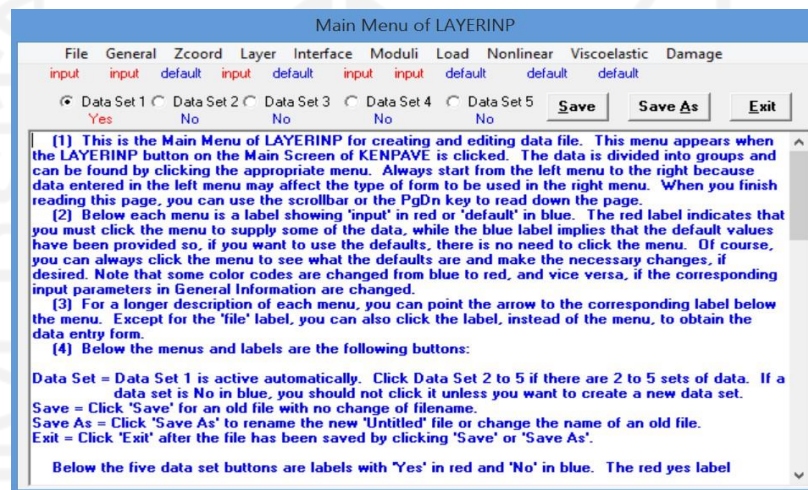 Main Menu of LAYERINP
File General Zcoord Layer Interface Moduli Load Nonlinear Viscoelastic Damage
input input default input default input input default default default
Data Set 1 Data Set 2 Data Set 3 Data Set 4 Data Set 5 Save Save As Exit
Yes No No No No
(1) This is the Main Menu of LAYERINP for creating and editing data file. This menu appears when
the LAYERINP button on the Main Screen of KENPAVE is clicked. The data is divided into groups and
can be found by clicking the appropriate menu. Always start from the left menu to the right because
data entered in the left menu may affect the type of form to be used in the right menu. When you finish
reading this page, you can use the scrollbar or the PgDn key to read down the page.
(2) Below each menu is a label showing 'input' in red or 'default' in blue. The red label indicates that
you must click the menu to supply some of the data, while the blue label implies that the default values
have been provided so, if you want to use the defaults, there is no need to click the menu. Of course,
you can always click the menu to see what the defaults are and make the necessary changes, if
desired. Note that some color codes are changed from blue to red, and vice versa, if the corresponding
input parameters in General Information are changed.
(3) For a longer description of each menu, you can point the arrow to the corresponding label below
the menu. Except for the 'file' label, you can also click the label, instead of the menu, to obtain the
data entry form.
(4) Below the menus and labels are the following buttons:
Data Set = Data Set 1 is active automatically. Click Data Set 2 to 5 if there are 2 to 5 sets of data. If a
data set is No in blue, you should not click it unless you want to create a new data set.
Save = Click 'Save' for an old file with no change of filename.
Save As = Click 'Save As' to rename the new 'Untitled' file or change the name of an old file.
Exit = Click 'Exit' after the file has been saved by clicking 'Save' or 'Save As'.
Below the five data set buttons are labels with 'Yes' in red and 'No' in blue. The red yes label